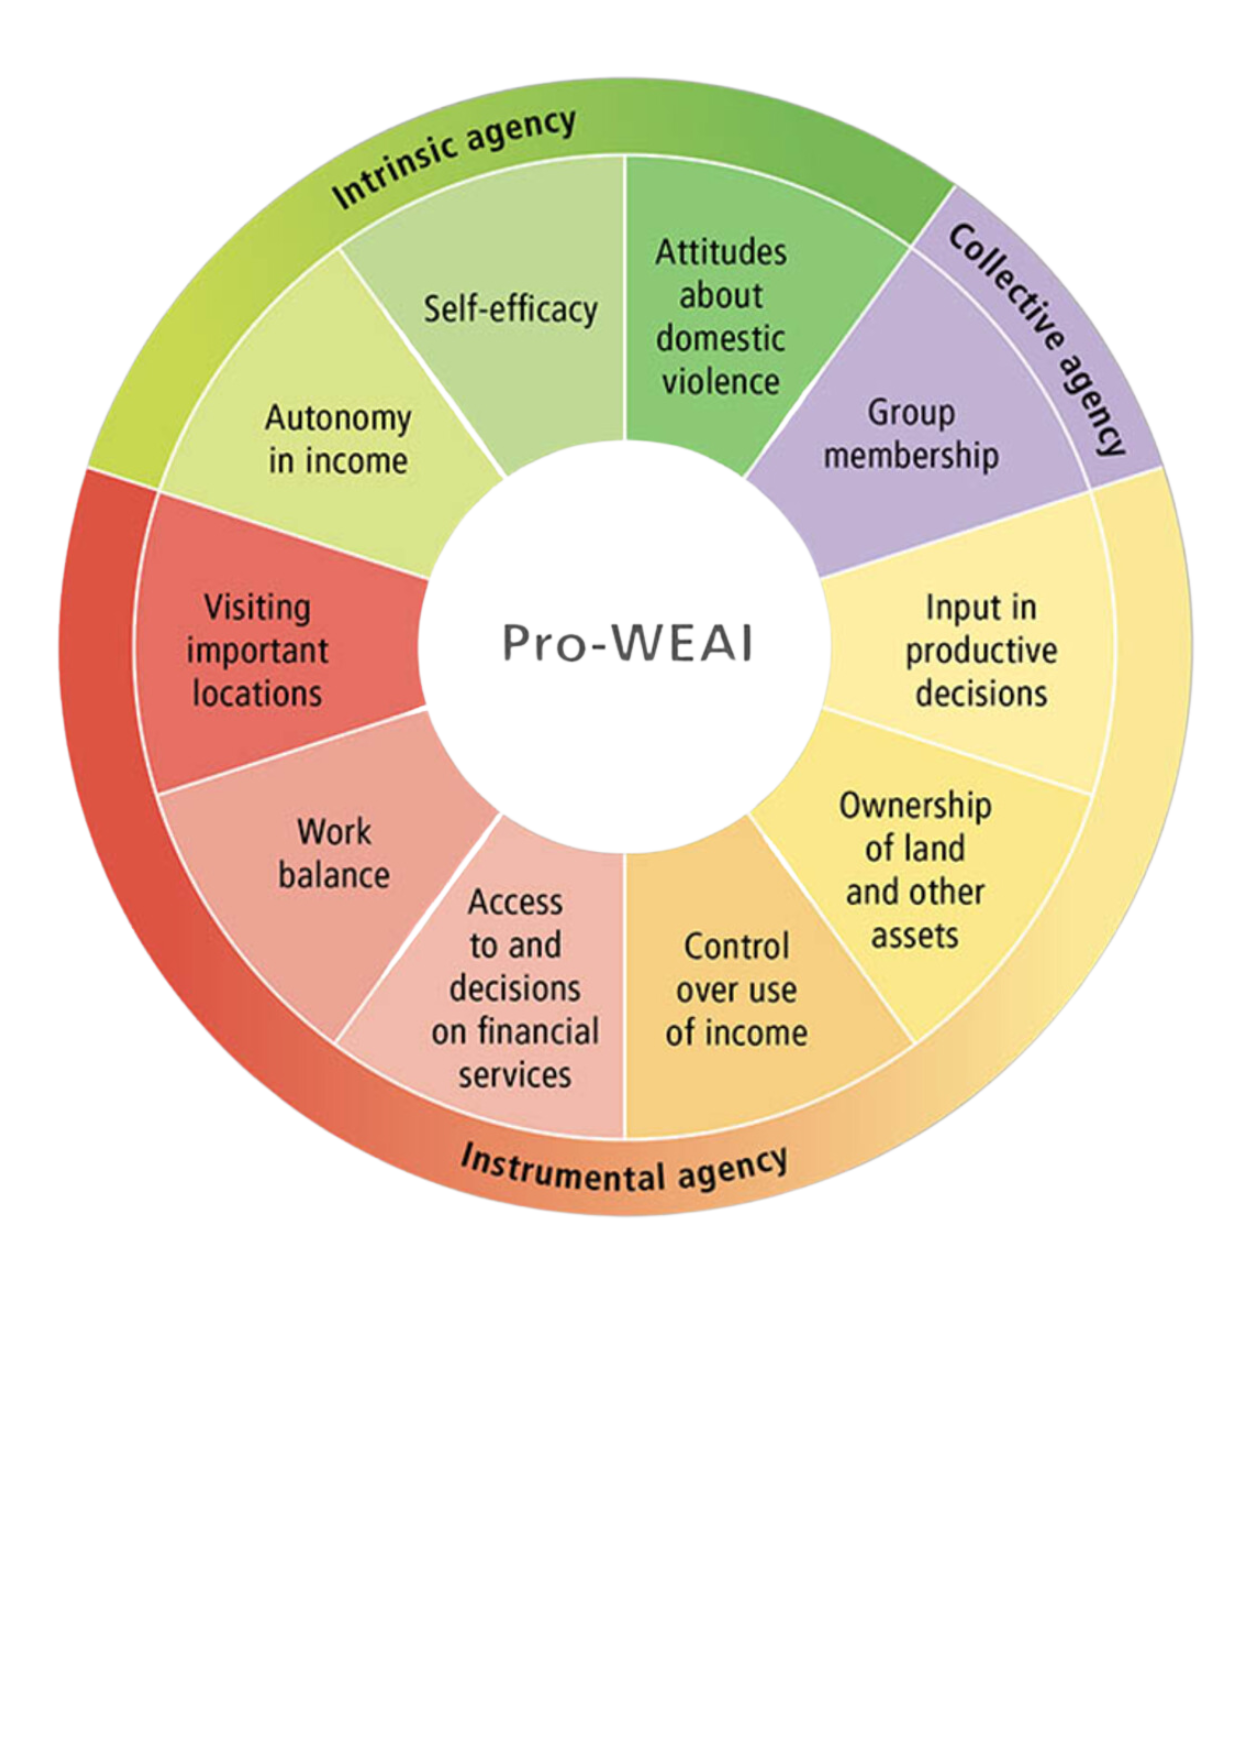 Intrinsic agency
Collective agency
Self-efficacy
Attitudes
about
domestic
violence
Autonomy
in income
Group
membership
Visiting
important
locations
Pro-WEAI
Input in
productive
decisions
Work
balance
Ownership
of land
and other
assets
Access
to and
decisions
on financial
services
Control
over use
of income
Instrumental agency